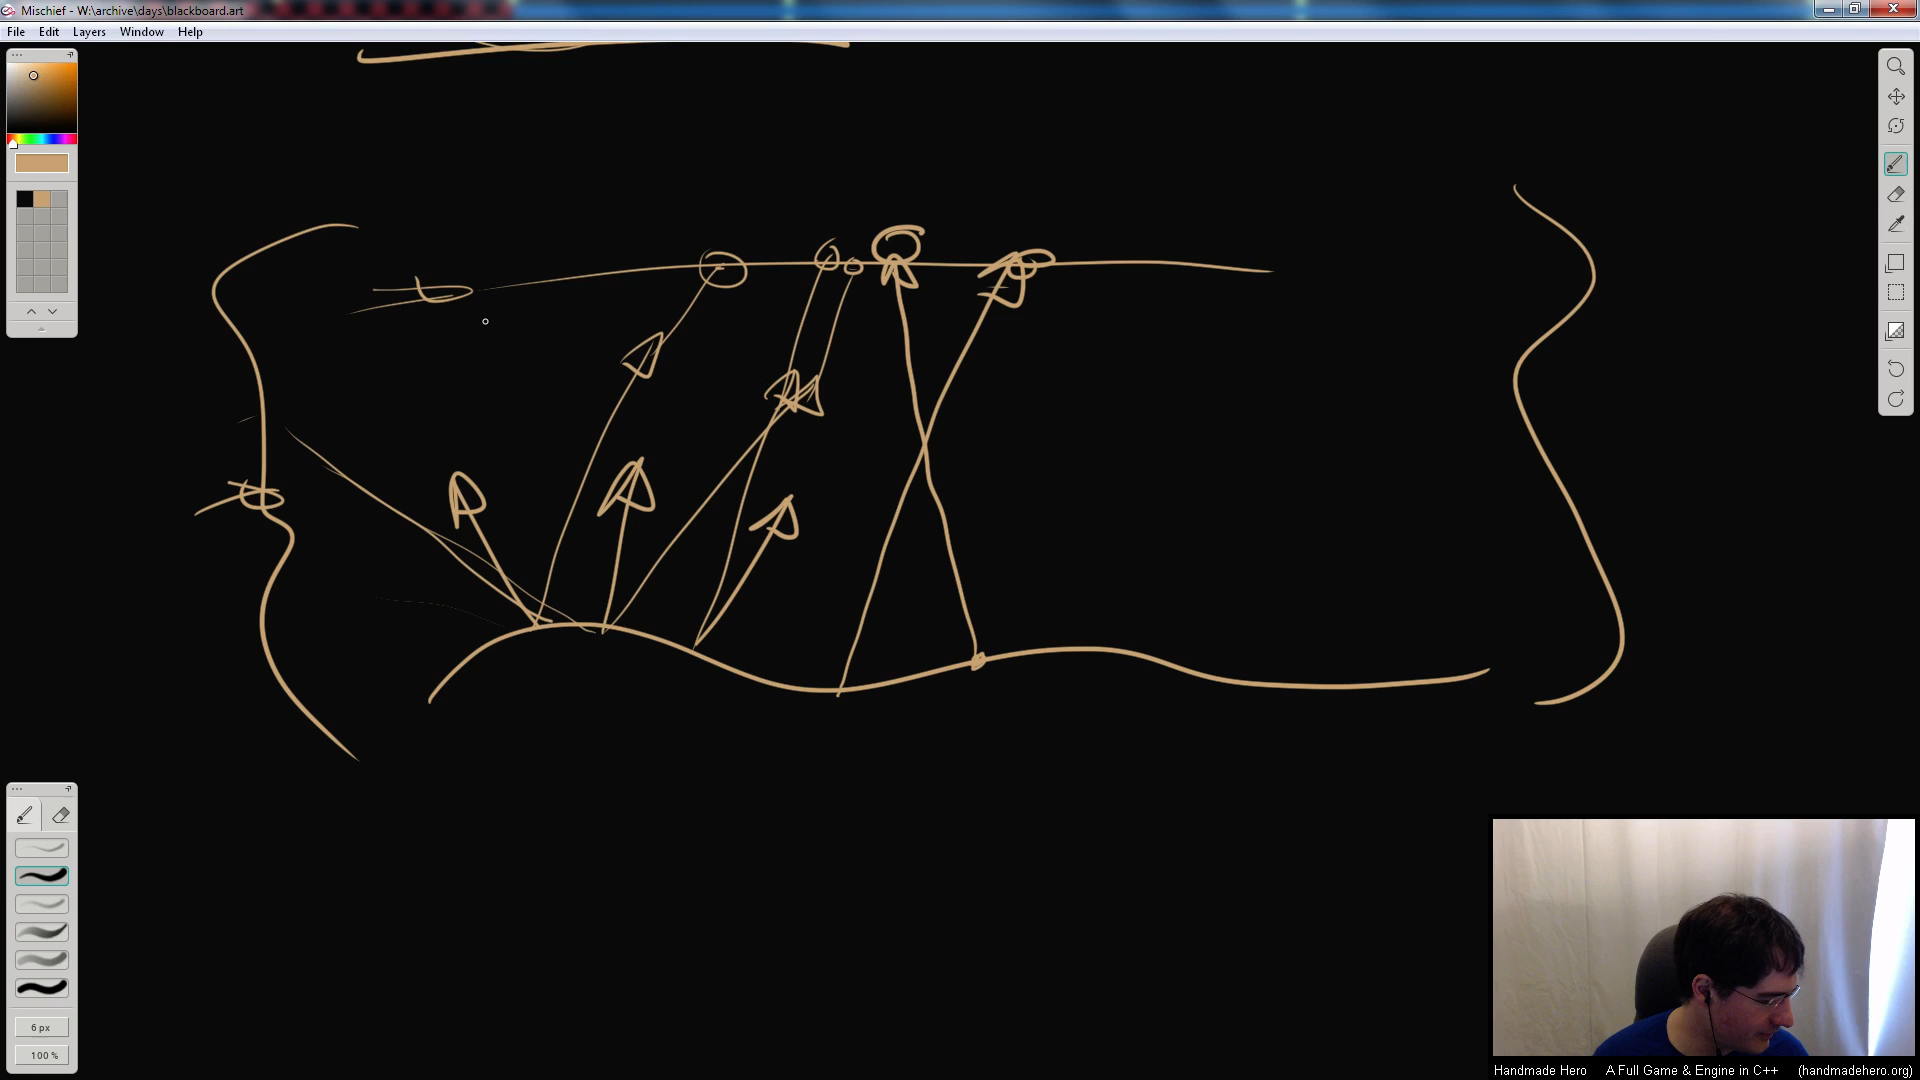 Mischief - W:\archive\days\blackboard.art
File Edit Layers Window Help
6 px
100 %
Handmade Hero A Full Game & Engine in C++ (handmadehero.org)